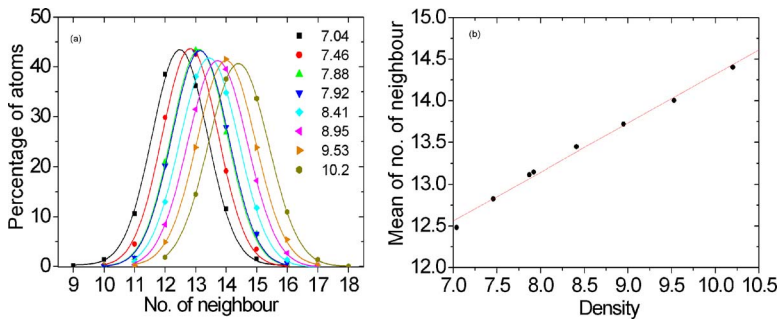 (a)
7.04
7.46
7.88
7.92
8.41
8.95
9.53
10.2
Percentage of atoms
50
40
30
20
10
0
9 10 11 12 13 14 15 16 17 18
No. of neighbour
(b)
Mean of no. of neighbour
15.0
14.5
14.0
13.5
13.0
12.5
12.0
7.0 7.5 8.0 8.5 9.0 9.5 10.0 10.5
Density